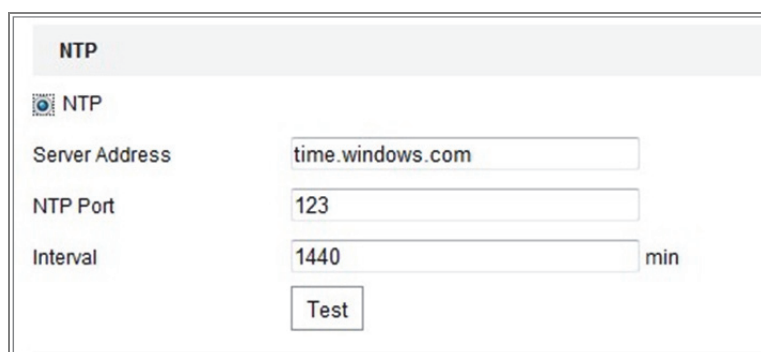 NTP
NTP
Server Address time.windows.com
NTP Port 123
Interval 1440 min
Test